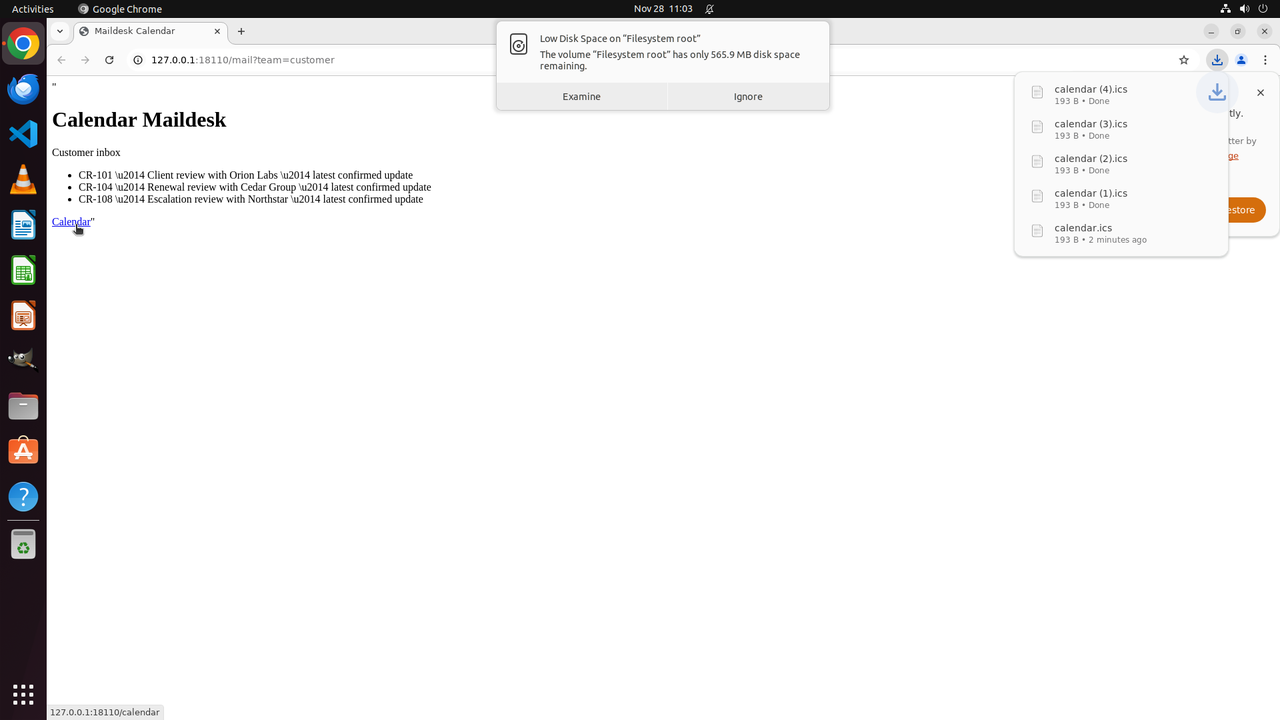 Activities
Google Chrome
Nov 28 11:03
Maildesk Calendar
127.0.0.1:18110/mail?team=customer
Low Disk Space on “Filesystem root”
The volume “Filesystem root” has only 565.9 MB disk space
remaining.
Examine
Ignore
"
Calendar Maildesk
Customer inbox
• CR-101 \u2014 Client review with Orion Labs \u2014 latest confirmed update
• CR-104 \u2014 Renewal review with Cedar Group \u2014 latest confirmed update
• CR-108 \u2014 Escalation review with Northstar \u2014 latest confirmed update
Calendar"
calendar (4).ics
193 B • Done
calendar (3).ics
193 B • Done
calendar (2).ics
193 B • Done
calendar (1).ics
193 B • Done
calendar.ics
193 B • 2 minutes ago
tly.
tter by
ge
estore
127.0.0.1:18110/calendar